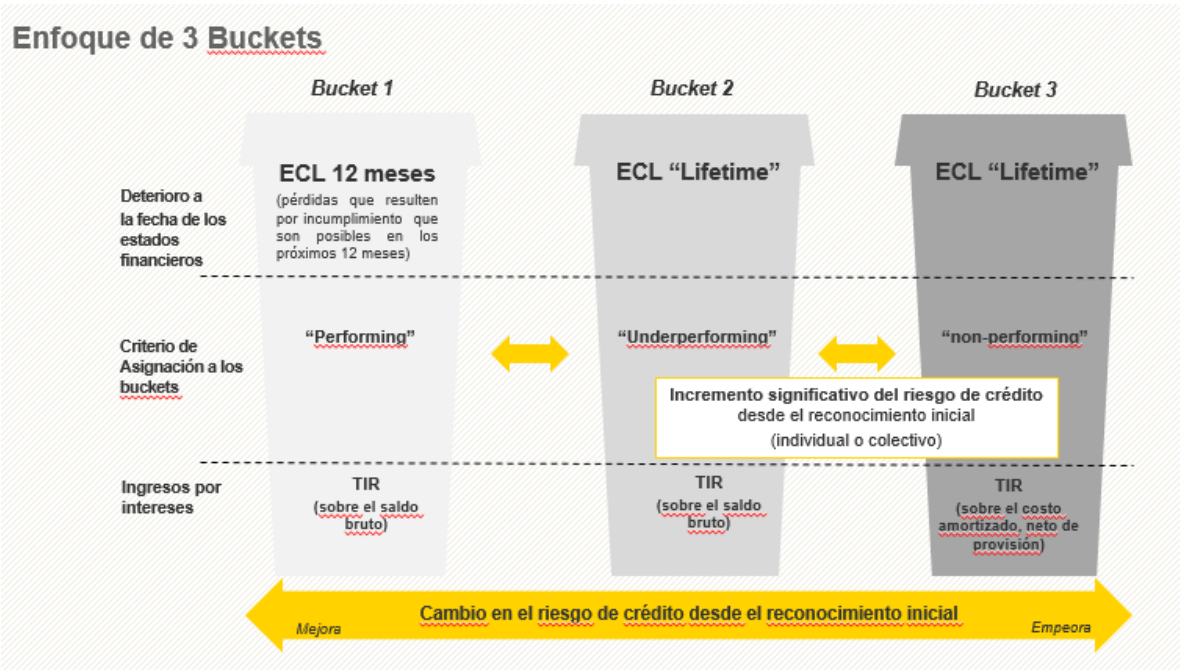 Enfoque de 3 Buckets
Bucket 1
Bucket 2
Bucket 3
Deterioro a
la fecha de los
estados
financieros
ECL 12 meses
(pérdidas que resulten
por incumplimiento que
son posibles en los
próximos 12 meses)
ECL “Lifetime”
ECL “Lifetime”
Criterio de
Asignación a los
buckets
“Performing”
“Underperforming”
“non-performing”
Incremento significativo del riesgo de crédito
desde el reconocimiento inicial
(individual o colectivo)
Ingresos por
intereses
TIR
(sobre el saldo
bruto)
TIR
(sobre el saldo
bruto)
TIR
(sobre el costo
amortizado, neto de
provisión)
Cambio en el riesgo de crédito desde el reconocimiento inicial
Mejora
Empeora